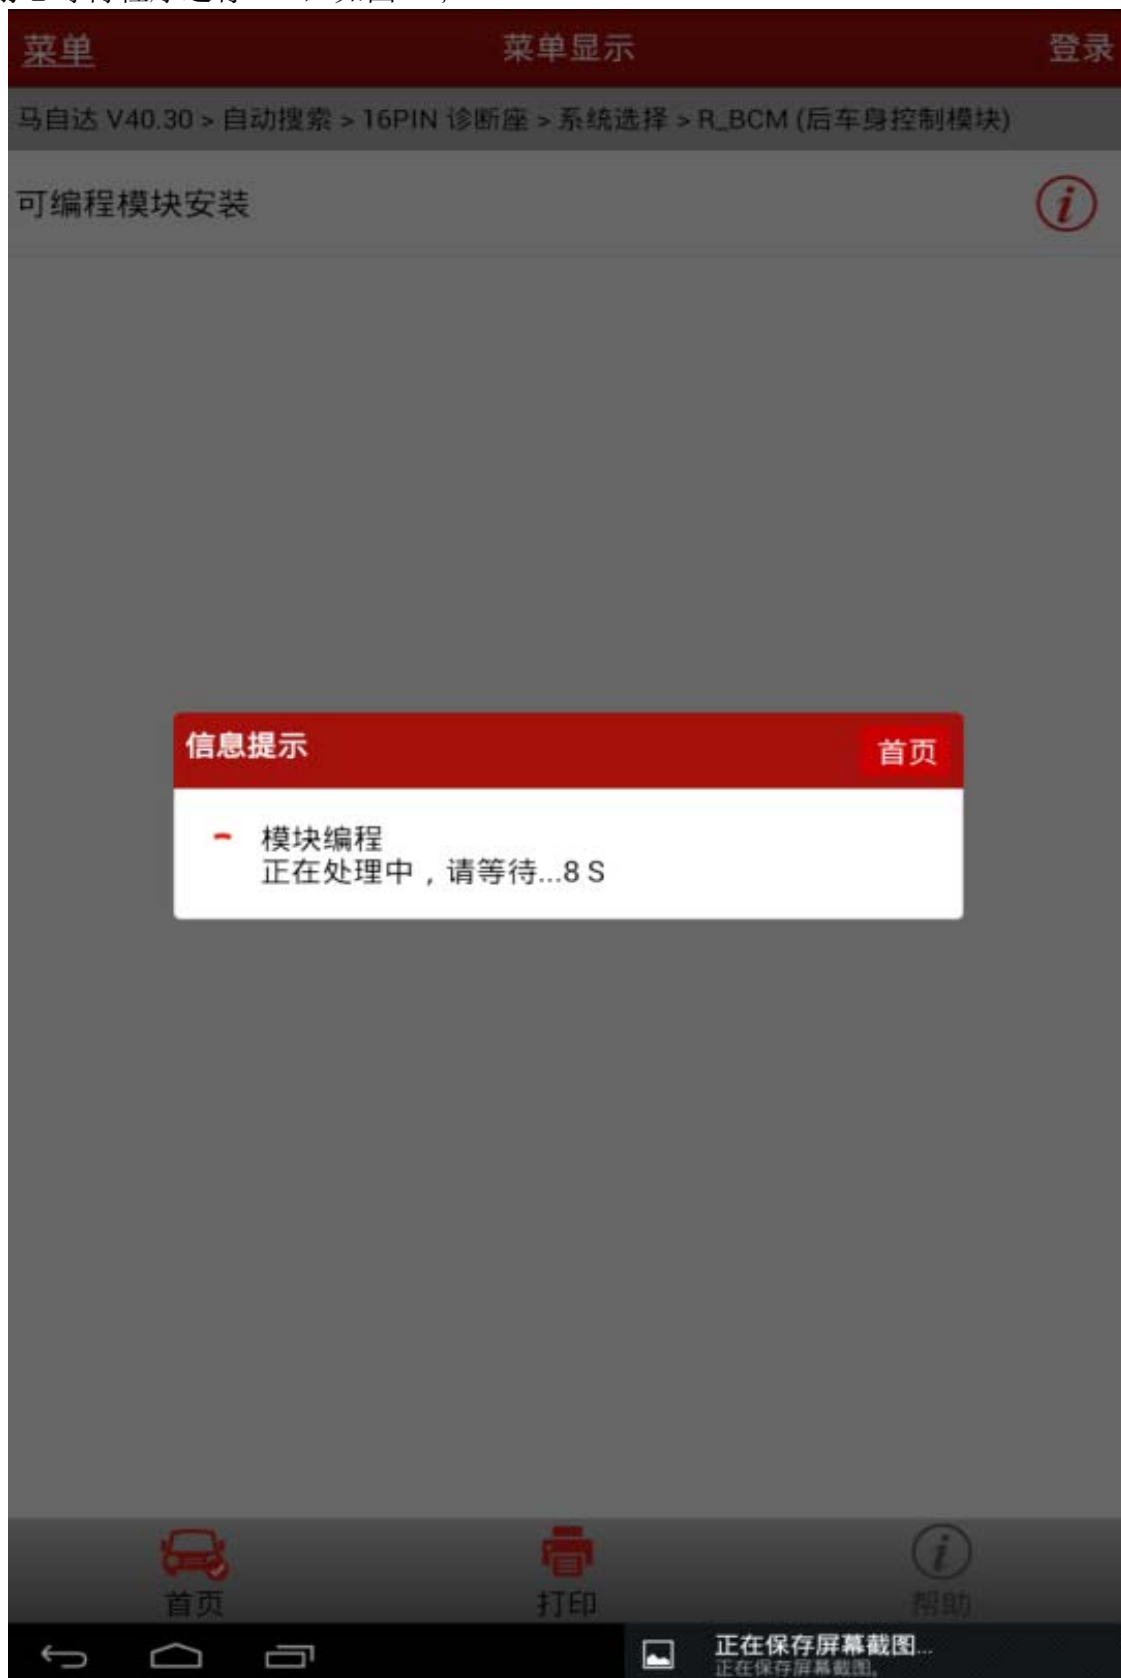 菜单 菜单显示 登录
马自达 V40.30 > 自动搜索 > 16PIN 诊断座 > 系统选择 > R_BCM (后车身控制模块)
可编程模块安装
信息提示 首页
模块编程
正在处理中，请等待...8 S
首页 打印 帮助
正在保存屏幕截图...
正在保存屏幕截图。